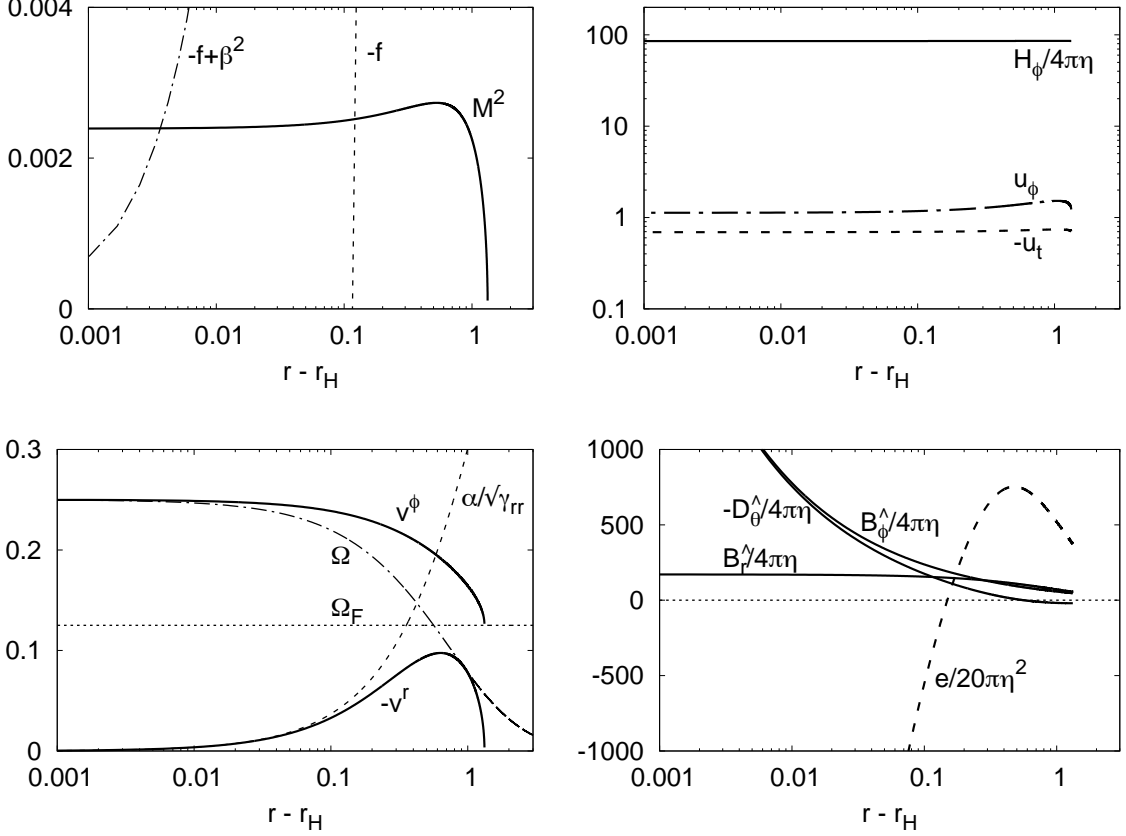 0.004
-f+β²
-f
M²
0.002
0
0.001
0.01
0.1
1
r - r_H
100
H_ϕ/4πη
10
u_ϕ
1
-u_t
0.1
0.001
0.01
0.1
1
r - r_H
0.3
α/√γ_rr
v^ϕ
0.2
Ω
Ω_F
0.1
-v^r
0
0.001
0.01
0.1
1
r - r_H
1000
-D_θ^/4πη
B_ϕ^/4πη
500
B_r^/4πη
0
-500
e/20πη²
-1000
0.001
0.01
0.1
1
r - r_H